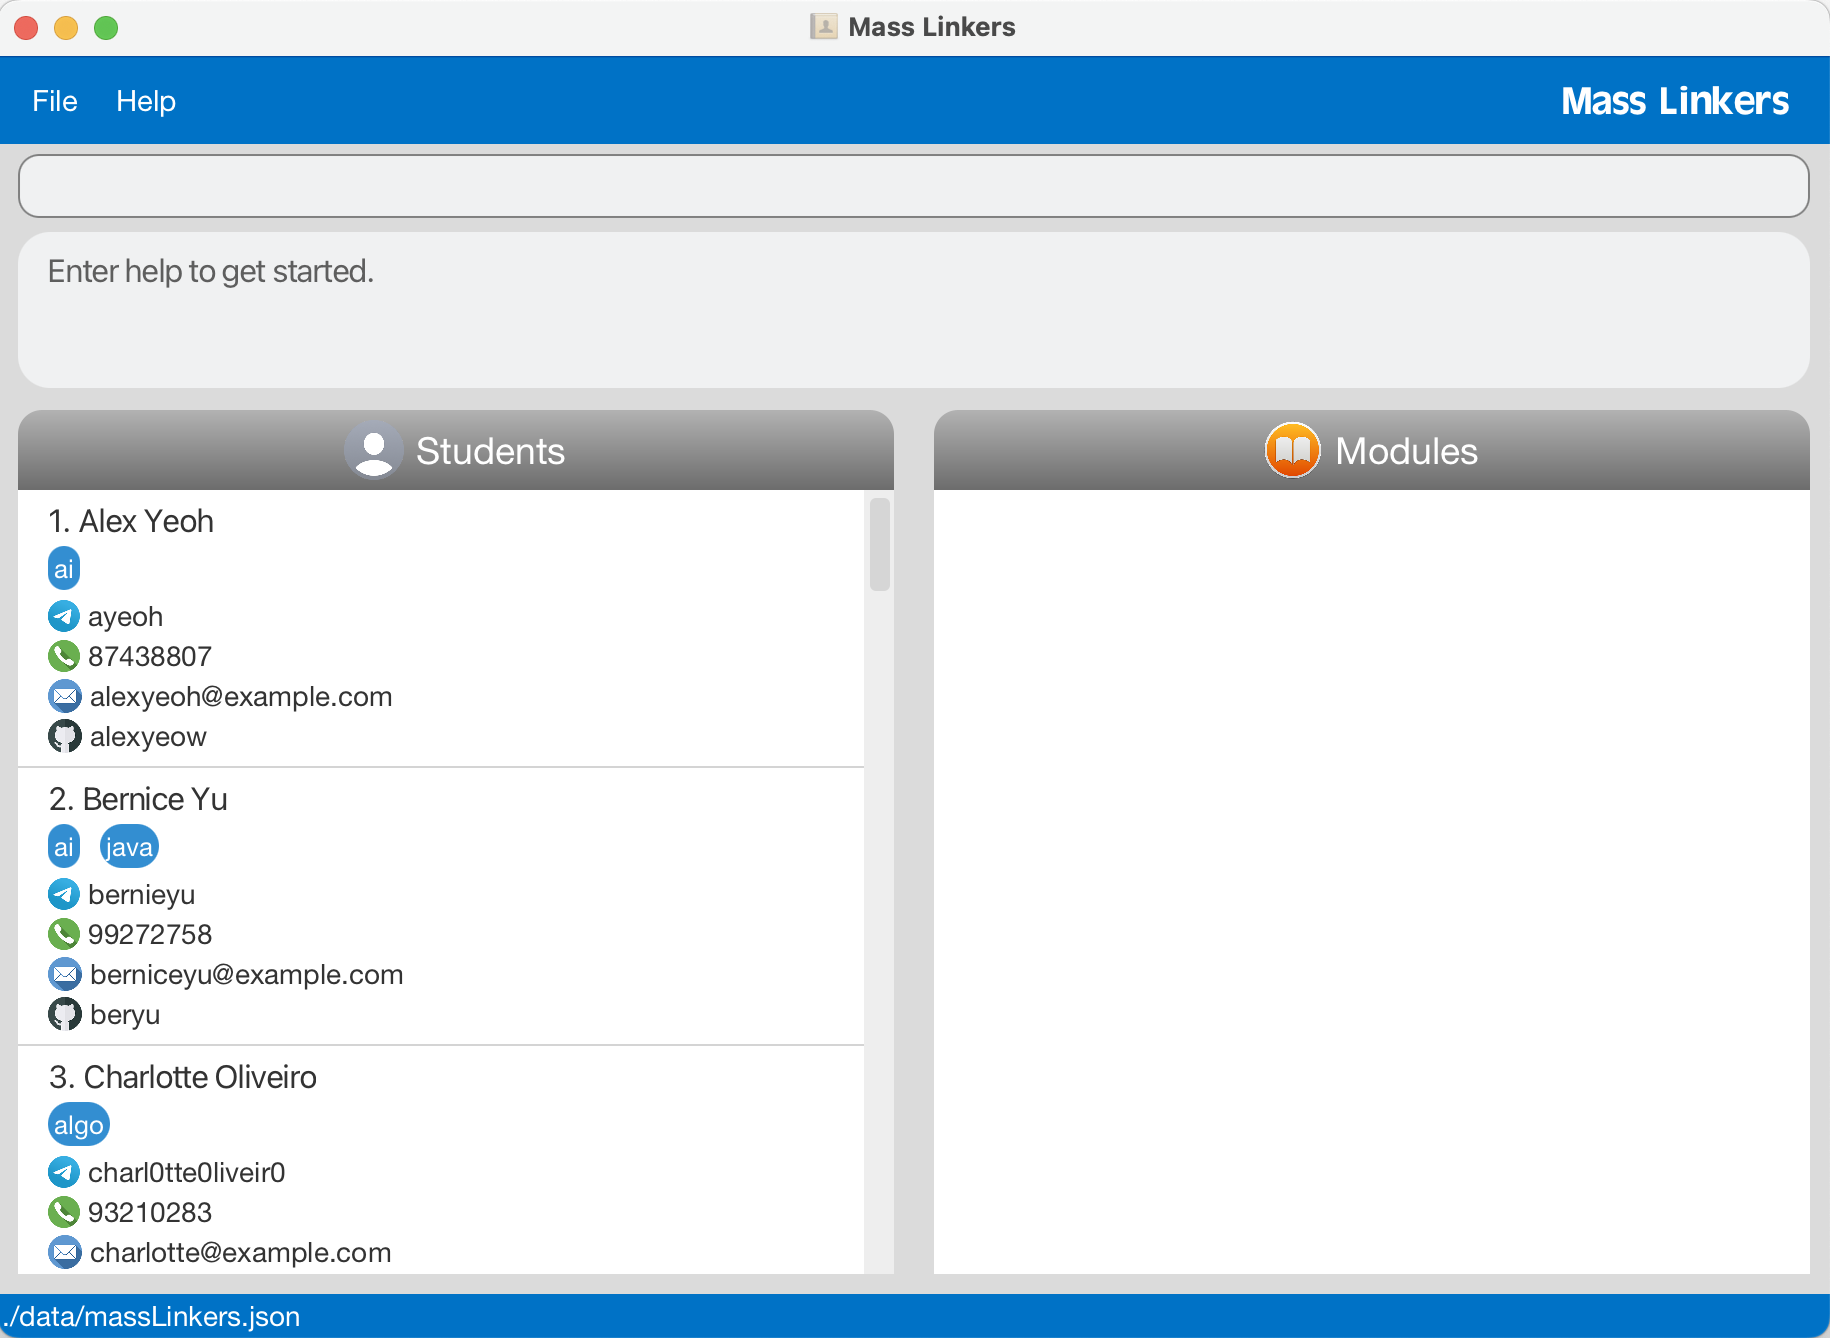 Mass Linkers
File Help Mass Linkers
Enter help to get started.
Students
1. Alex Yeoh
ai
ayeoh
87438807
alexyeoh@example.com
alexyeow
2. Bernice Yu
ai java
bernieyu
99272758
berniceyu@example.com
beryu
3. Charlotte Oliveiro
algo
charl0tte0liveir0
93210283
charlotte@example.com
Modules
./data/massLinkers.json